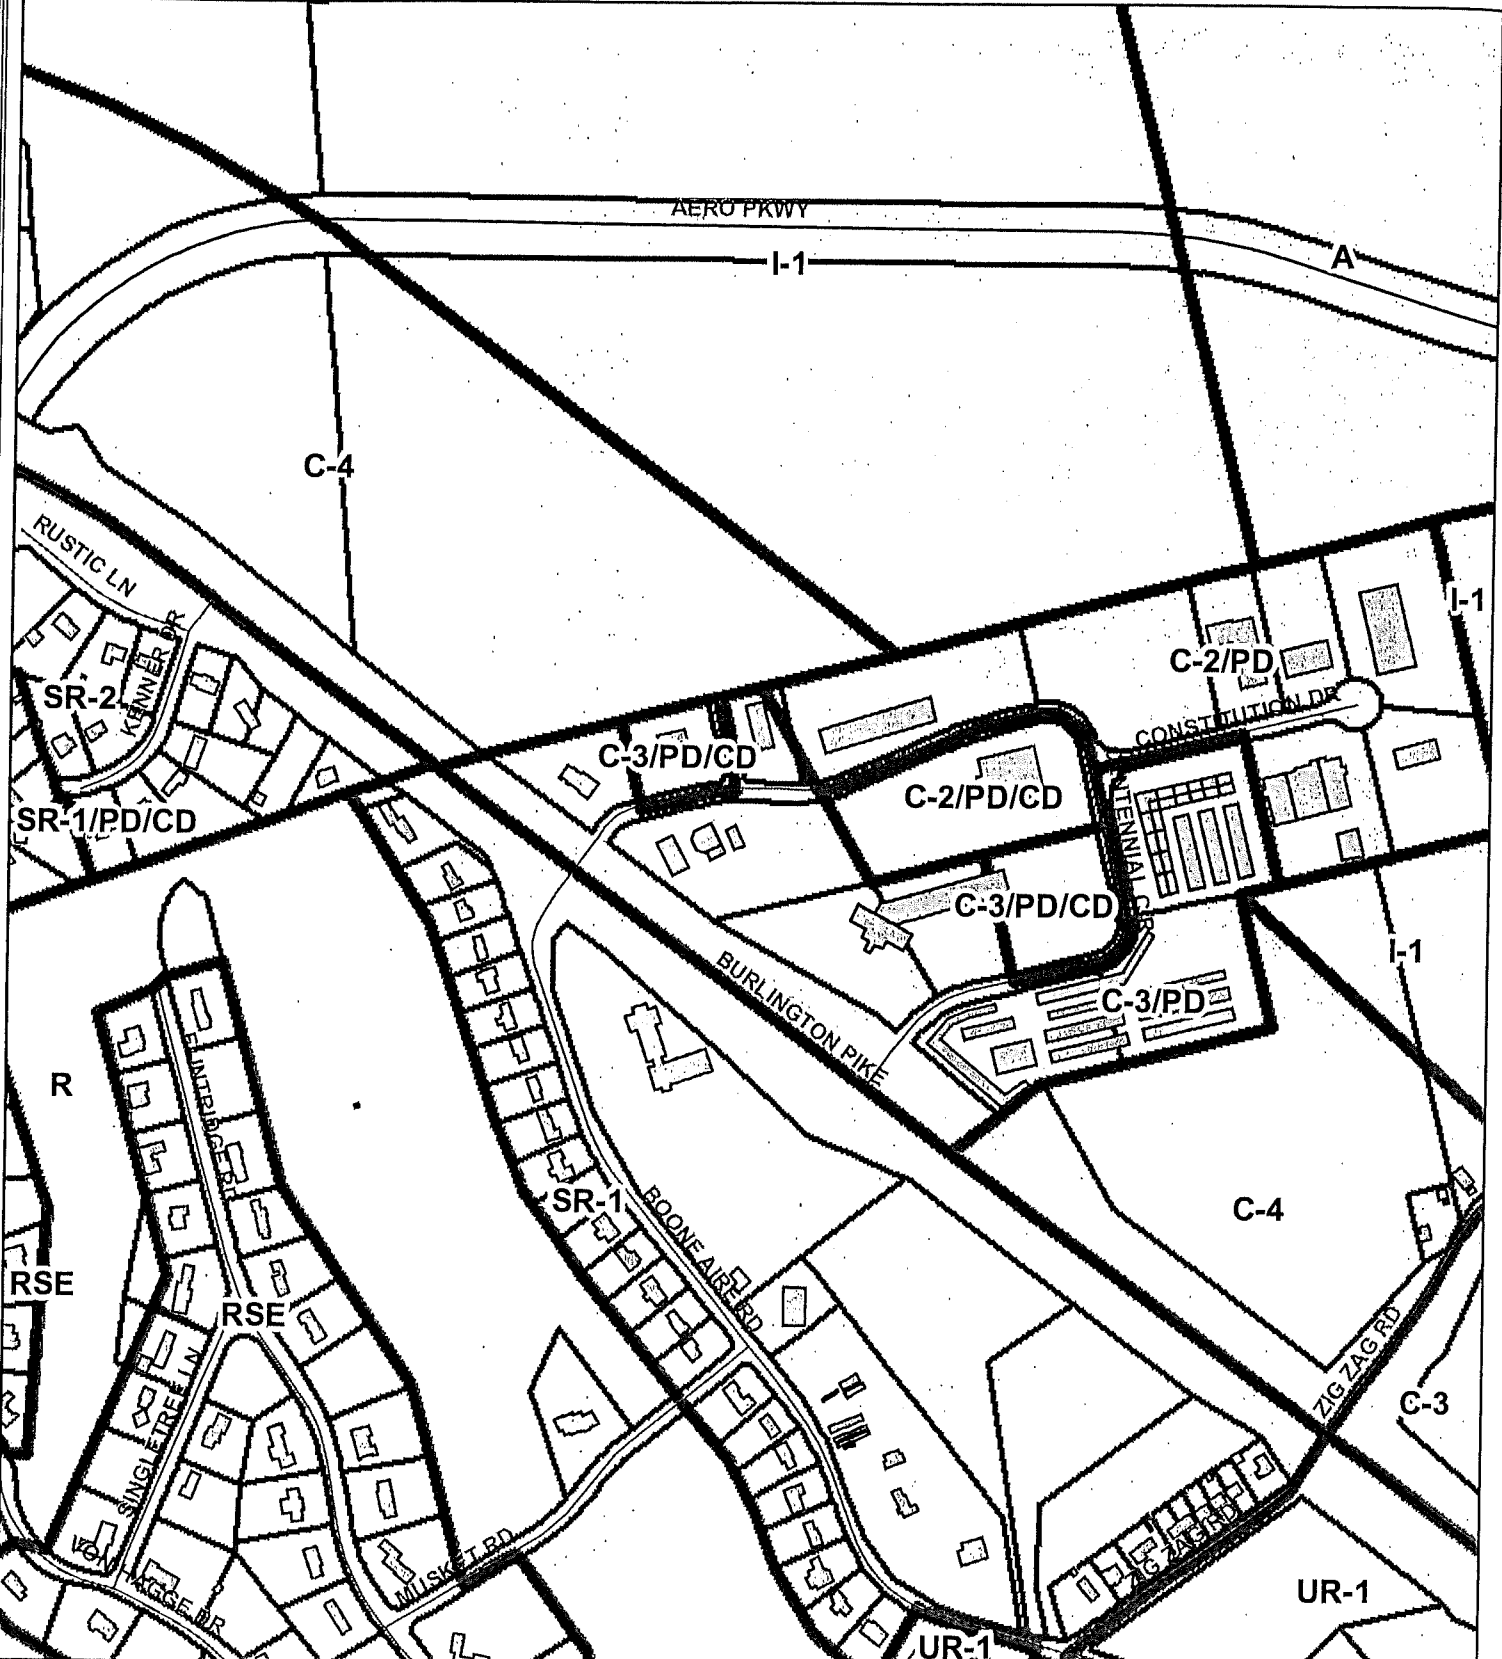 AERO PKWY
I-1
A
C-4
RUSTIC LN
I-1
KENNER DR
C-2/PD
SR-2
CONSTITUTION DR
C-3/PD/CD
C-2/PD/CD
SR-1/PD/CD
C-3/PD/CD
I-1
BURLINGTON PIKE
C-3/PD
R
SR-1
BOONE AIRE RD
C-4
RSE
RSE
ZIG ZAG RD
C-3
SINGLETREE LN
MUSKET RD
ZIG ZAG RD
UR-1
UR-1